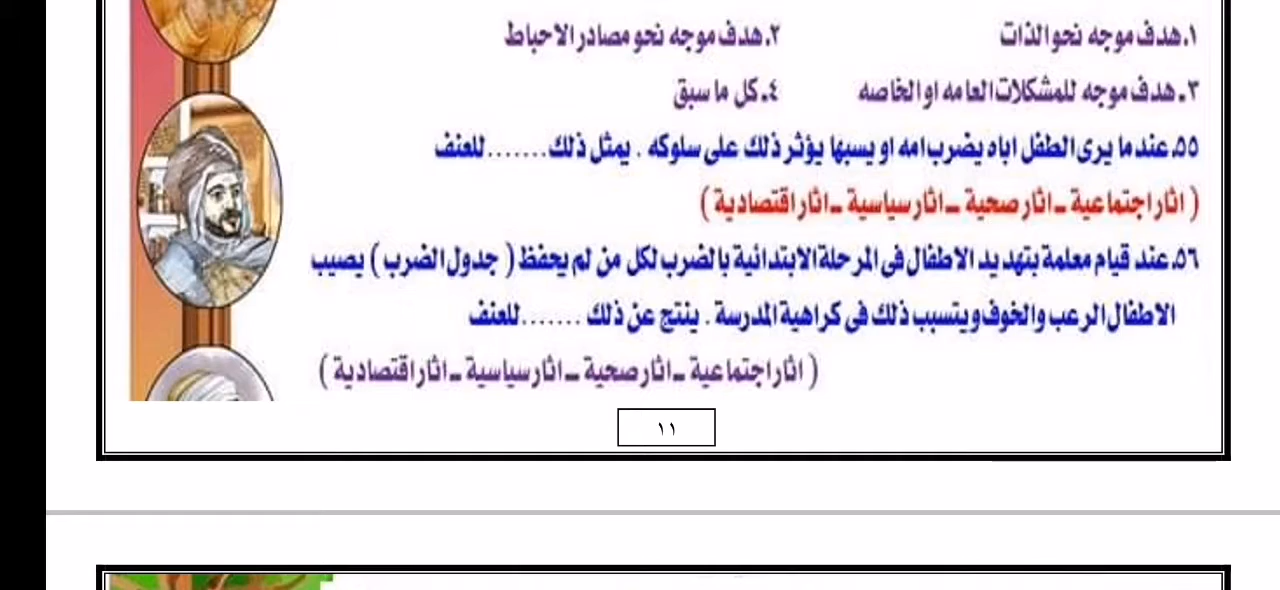 ١.هدف موجه نحو الذات ٢.هدف موجه نحو مصادر الاحباط
٣.هدف موجه للمشكلات العامه او الخاصه ٤.كل ما سبق
٥٥.عندما يرى الطفل اباه يضرب امه او يسبها يؤثر ذلك على سلوكه . يمثل ذلك .......للعنف
( اثار اجتماعية ـ اثار صحية ـ اثار سياسية ـ اثار اقتصادية )
٥٦.عند قيام معلمة بتهديد الاطفال فى المرحلة الابتدائية بالضرب لكل من لم يحفظ ( جدول الضرب ) يصيب
الاطفال الرعب والخوف ويتسبب ذلك فى كراهية المدرسة . ينتج عن ذلك .......للعنف
( اثار اجتماعية ـ اثار صحية ـ اثار سياسية ـ اثار اقتصادية )
١١